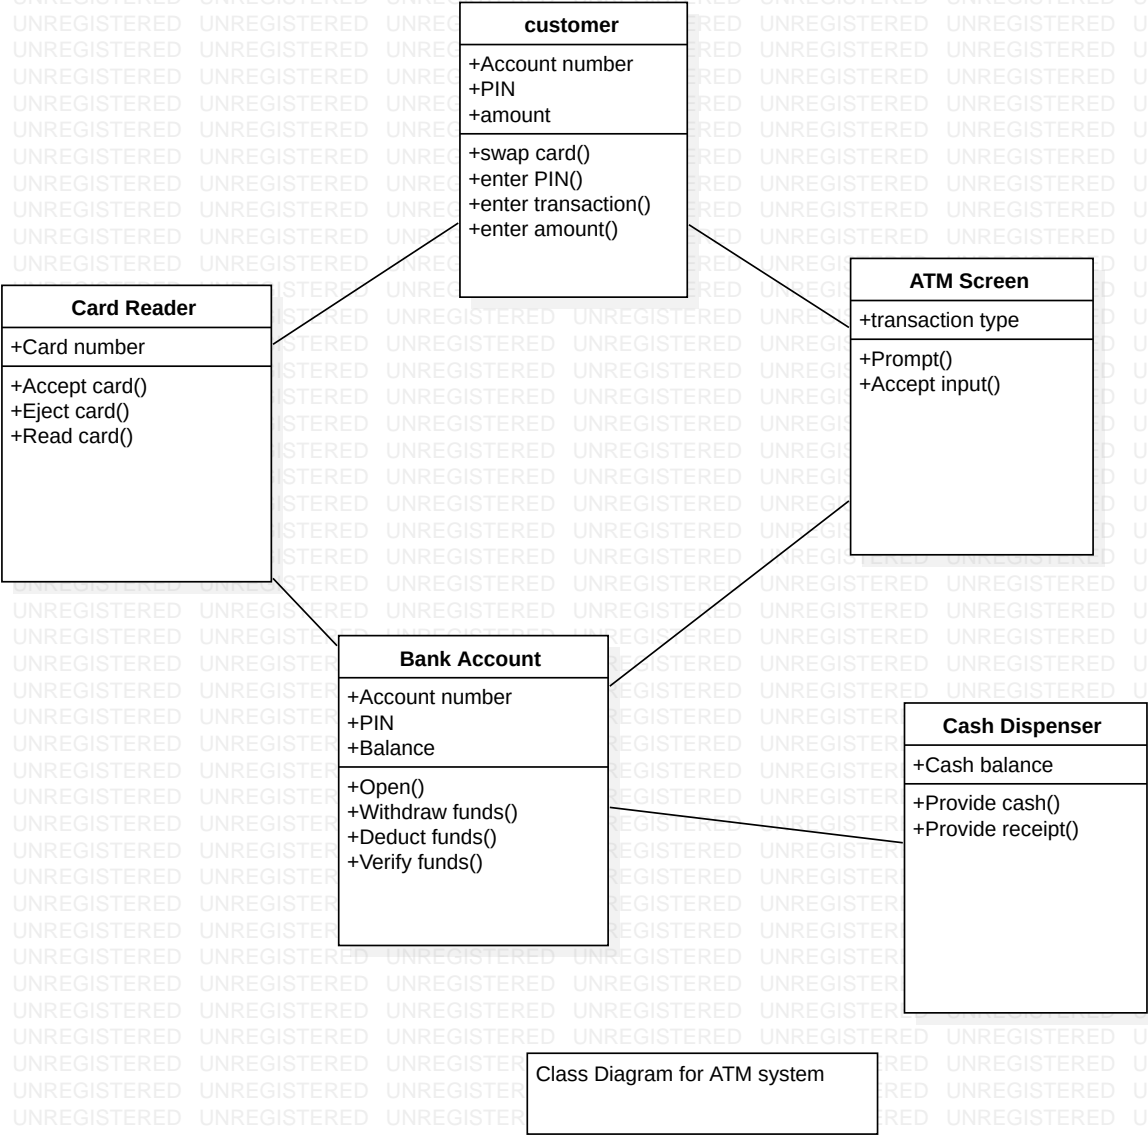 customer
+Account number
+PIN
+amount
+swap card()
+enter PIN()
+enter transaction()
+enter amount()
Card Reader
+Card number
+Accept card()
+Eject card()
+Read card()
ATM Screen
+transaction type
+Prompt()
+Accept input()
Bank Account
+Account number
+PIN
+Balance
+Open()
+Withdraw funds()
+Deduct funds()
+Verify funds()
Cash Dispenser
+Cash balance
+Provide cash()
+Provide receipt()
Class Diagram for ATM system
UNREGISTERED